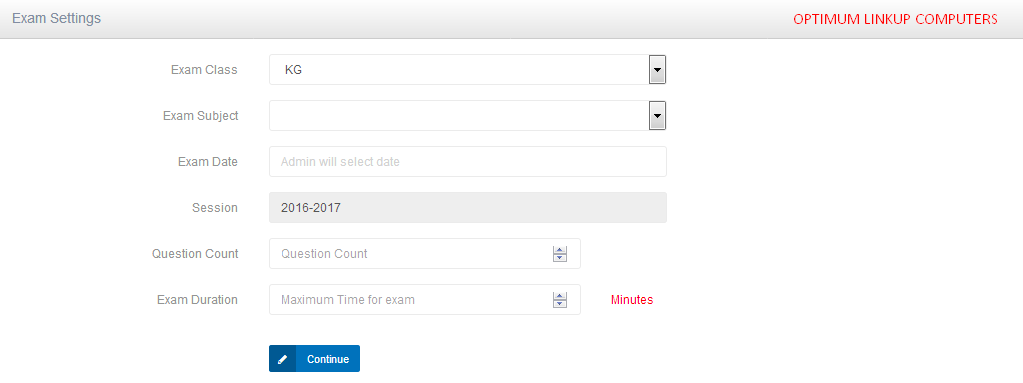 Exam Settings
OPTIMUM LINKUP COMPUTERS
Exam Class
KG
Exam Subject
Exam Date
Admin will select date
Session
2016-2017
Question Count
Question Count
Exam Duration
Maximum Time for exam
Minutes
Continue